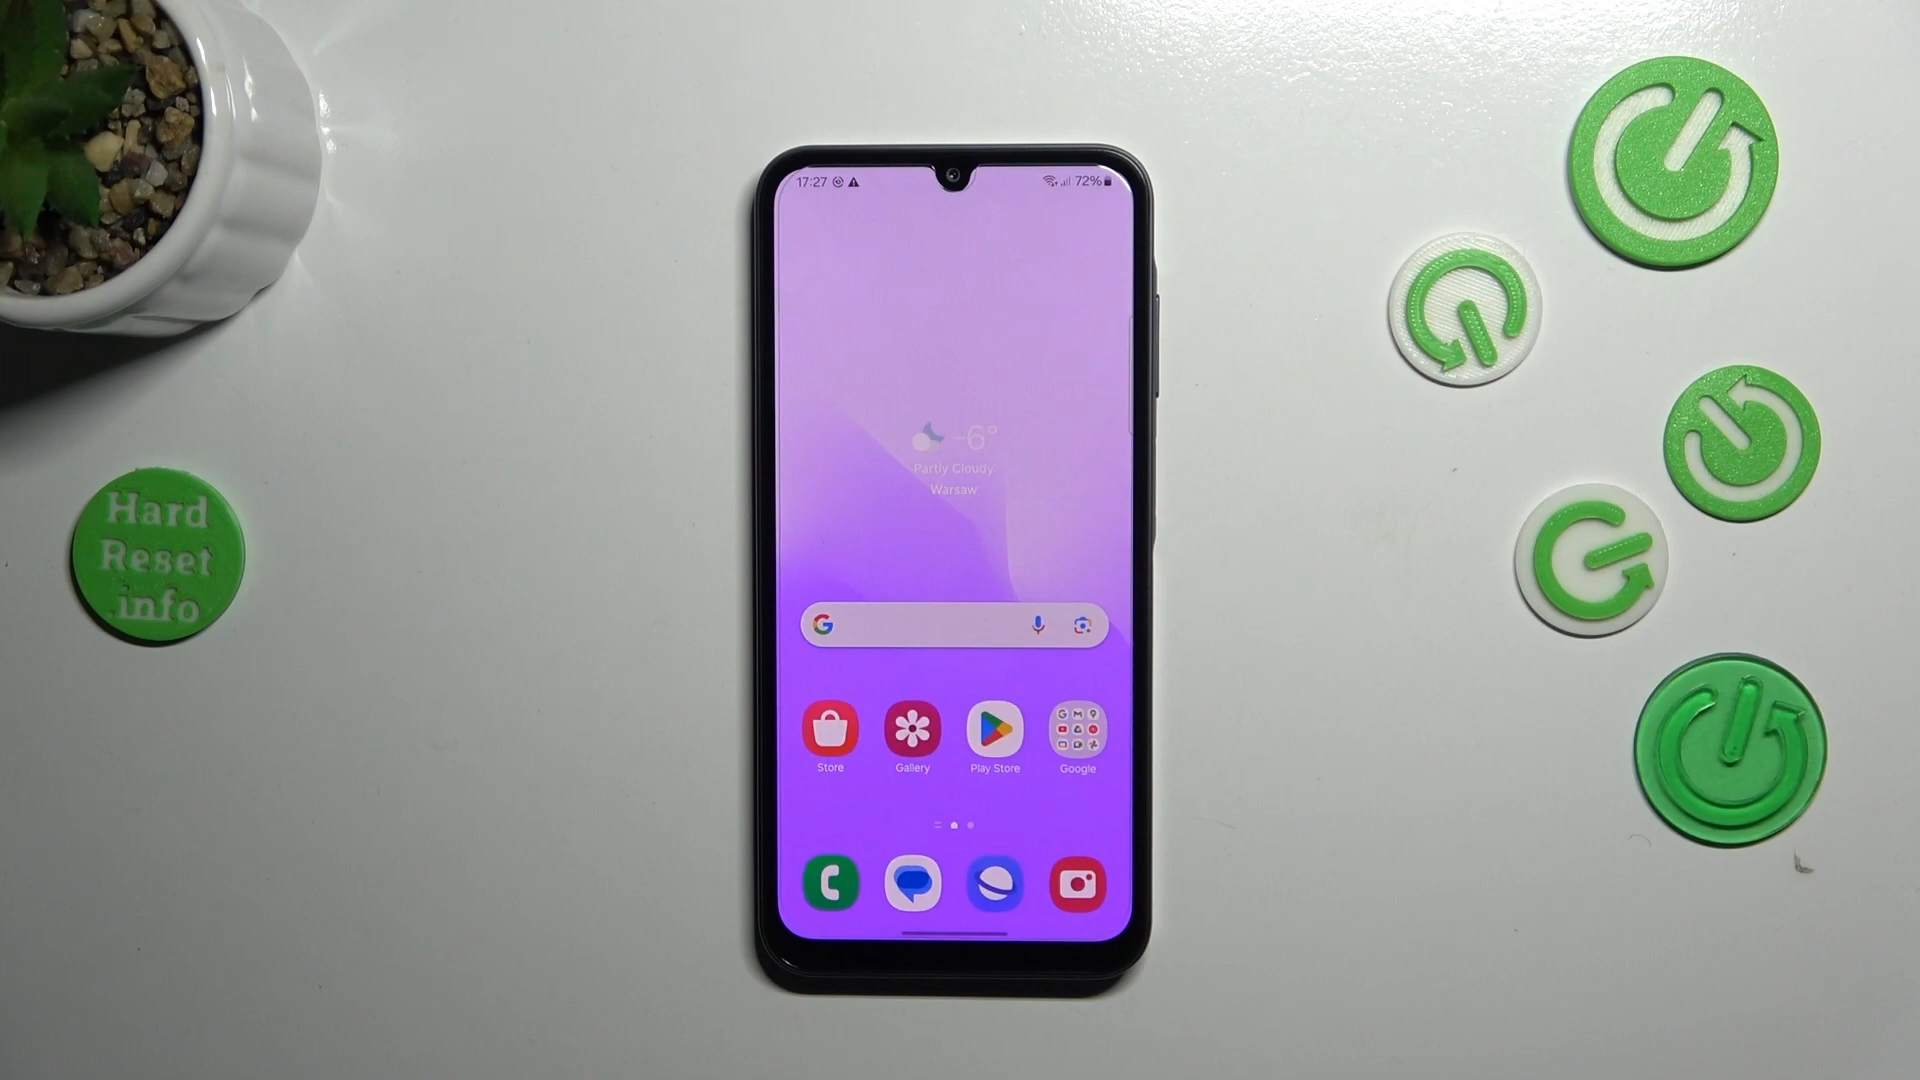 17:27
72%
-6°
Partly Cloudy
Warsaw
Store
Gallery
Play Store
Google
Hard
Reset
.info